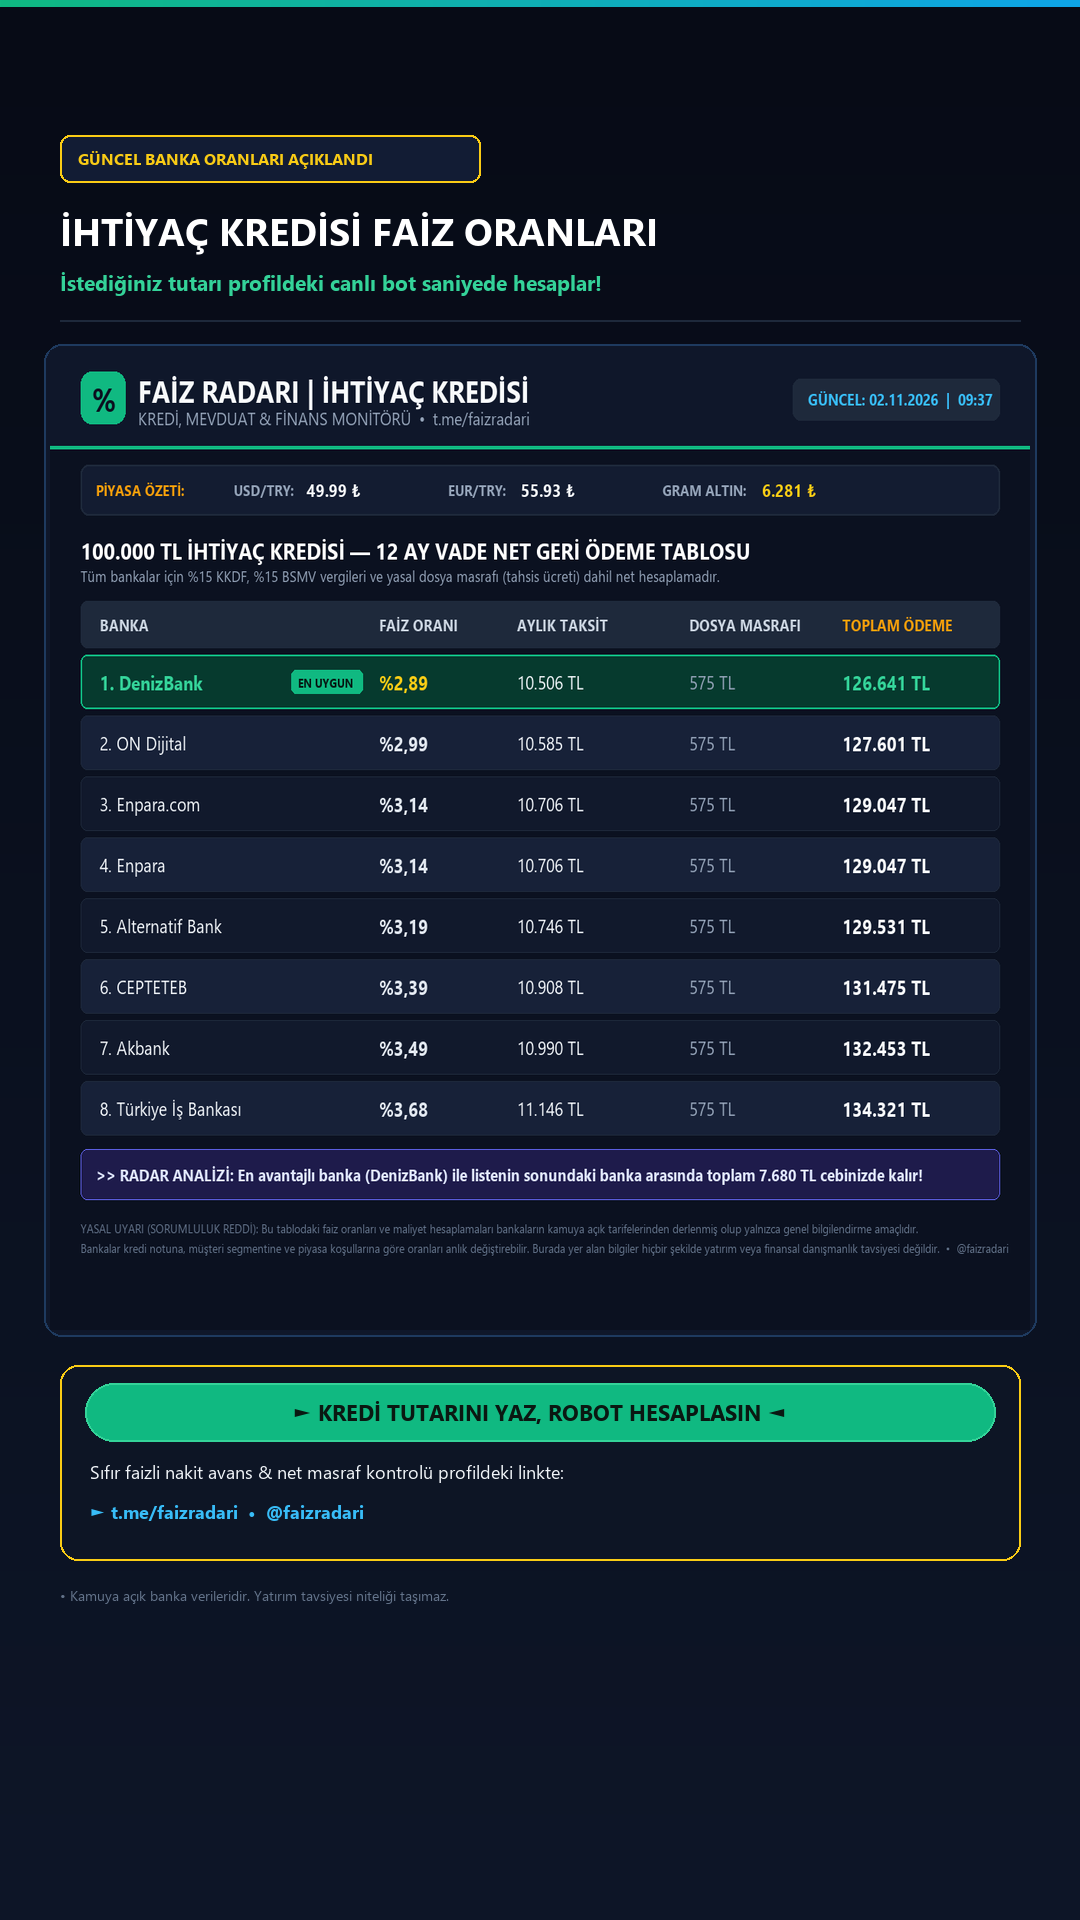 GÜNCEL BANKA ORANLARI AÇIKLANDI
İHTİYAÇ KREDİSİ FAİZ ORANLARI
İstediğiniz tutarı profildeki canlı bot saniyede hesaplar!
% FAİZ RADARI | İHTİYAÇ KREDİSİ
KREDİ, MEVDUAT & FİNANS MONİTÖRÜ • t.me/faizradari
GÜNCEL: 02.11.2026 | 09:37
PİYASA ÖZETİ: USD/TRY: 49.99 ₺ EUR/TRY: 55.93 ₺ GRAM ALTIN: 6.281 ₺
100.000 TL İHTİYAÇ KREDİSİ — 12 AY VADE NET GERİ ÖDEME TABLOSU
Tüm bankalar için %15 KKDF, %15 BSMV vergileri ve yasal dosya masrafı (tahsis ücreti) dahil net hesaplamadır.
BANKA FAİZ ORANI AYLIK TAKSİT DOSYA MASRAFI TOPLAM ÖDEME
1. DenizBank EN UYGUN %2,89 10.506 TL 575 TL 126.641 TL
2. ON Dijital %2,99 10.585 TL 575 TL 127.601 TL
3. Enpara.com %3,14 10.706 TL 575 TL 129.047 TL
4. Enpara %3,14 10.706 TL 575 TL 129.047 TL
5. Alternatif Bank %3,19 10.746 TL 575 TL 129.531 TL
6. CEPTETEB %3,39 10.908 TL 575 TL 131.475 TL
7. Akbank %3,49 10.990 TL 575 TL 132.453 TL
8. Türkiye İş Bankası %3,68 11.146 TL 575 TL 134.321 TL
>> RADAR ANALİZİ: En avantajlı banka (DenizBank) ile listenin sonundaki banka arasında toplam 7.680 TL cebinizde kalır!
YASAL UYARI (SORUMLULUK REDDİ): Bu tablodaki faiz oranları ve maliyet hesaplamaları bankaların kamuya açık tarifelerinden derlenmiş olup yalnızca genel bilgilendirme amaçlıdır.
Bankalar kredi notuna, müşteri segmentine ve piyasa koşullarına göre oranları anlık değiştirebilir. Burada yer alan bilgiler hiçbir şekilde yatırım veya finansal danışmanlık tavsiyesi değildir. • @faizradari
► KREDİ TUTARINI YAZ, ROBOT HESAPLASIN ◄
Sıfır faizli nakit avans & net masraf kontrolü profildeki linkte:
► t.me/faizradari • @faizradari
• Kamuya açık banka verileridir. Yatırım tavsiyesi niteliği taşımaz.